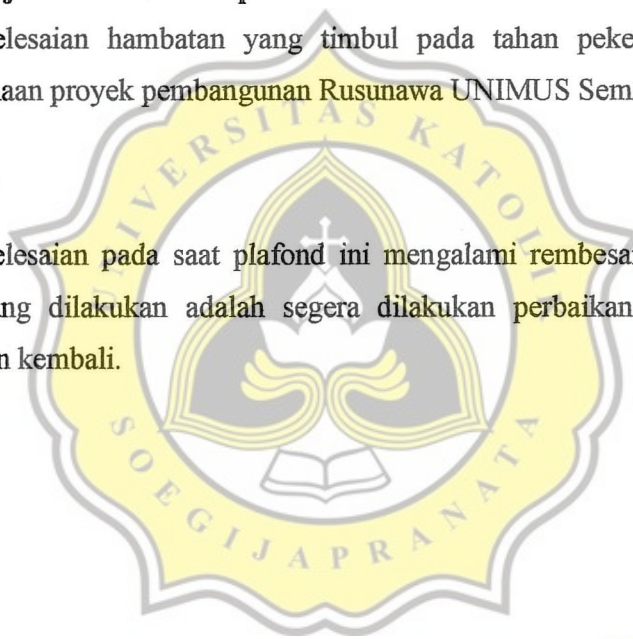 elesaian hambatan yang timbul pada tahan peke
naan proyek pembangunan Rusunawa UNIMUS Sem
elesaian pada saat plafond ini mengalami rembesa
ng dilakukan adalah segera dilakukan perbaikan
n kembali.
UNIVERSITAS KATOLIK
SOEGIJAPRANATA